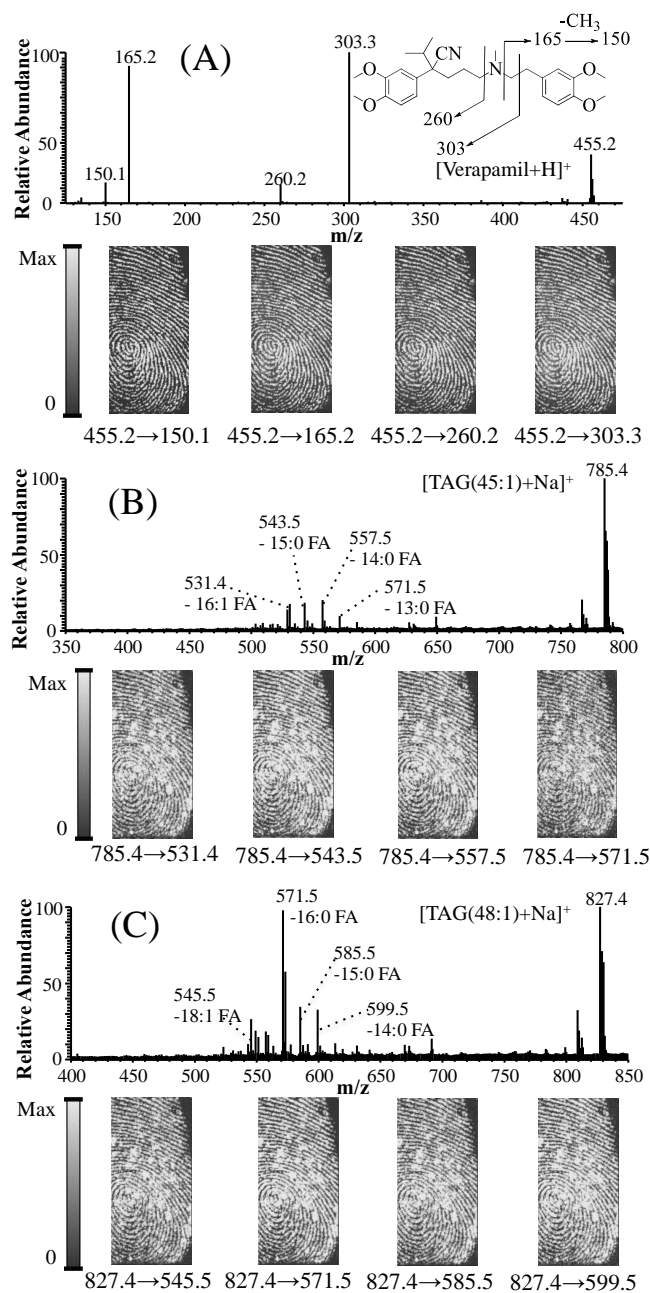 (A)
Relative Abundance
100
50
0
165.2
303.3
150.1
260.2
455.2
[Verapamil+H]+
-CH3
165
150
CN
N
O
O
O
O
260
303
150
200
250
300
350
400
450
m/z
Max
0
455.2→150.1
455.2→165.2
455.2→260.2
455.2→303.3
(B)
Relative Abundance
100
50
0
[TAG(45:1)+Na]+
785.4
543.5
- 15:0 FA
557.5
- 14:0 FA
531.4
- 16:1 FA
571.5
- 13:0 FA
350
400
450
500
550
600
650
700
750
800
m/z
Max
0
785.4→531.4
785.4→543.5
785.4→557.5
785.4→571.5
(C)
Relative Abundance
100
50
0
571.5
-16:0 FA
[TAG(48:1)+Na]+
827.4
585.5
-15:0 FA
545.5
-18:1 FA
599.5
-14:0 FA
400
450
500
550
600
650
700
750
800
850
m/z
Max
0
827.4→545.5
827.4→571.5
827.4→585.5
827.4→599.5